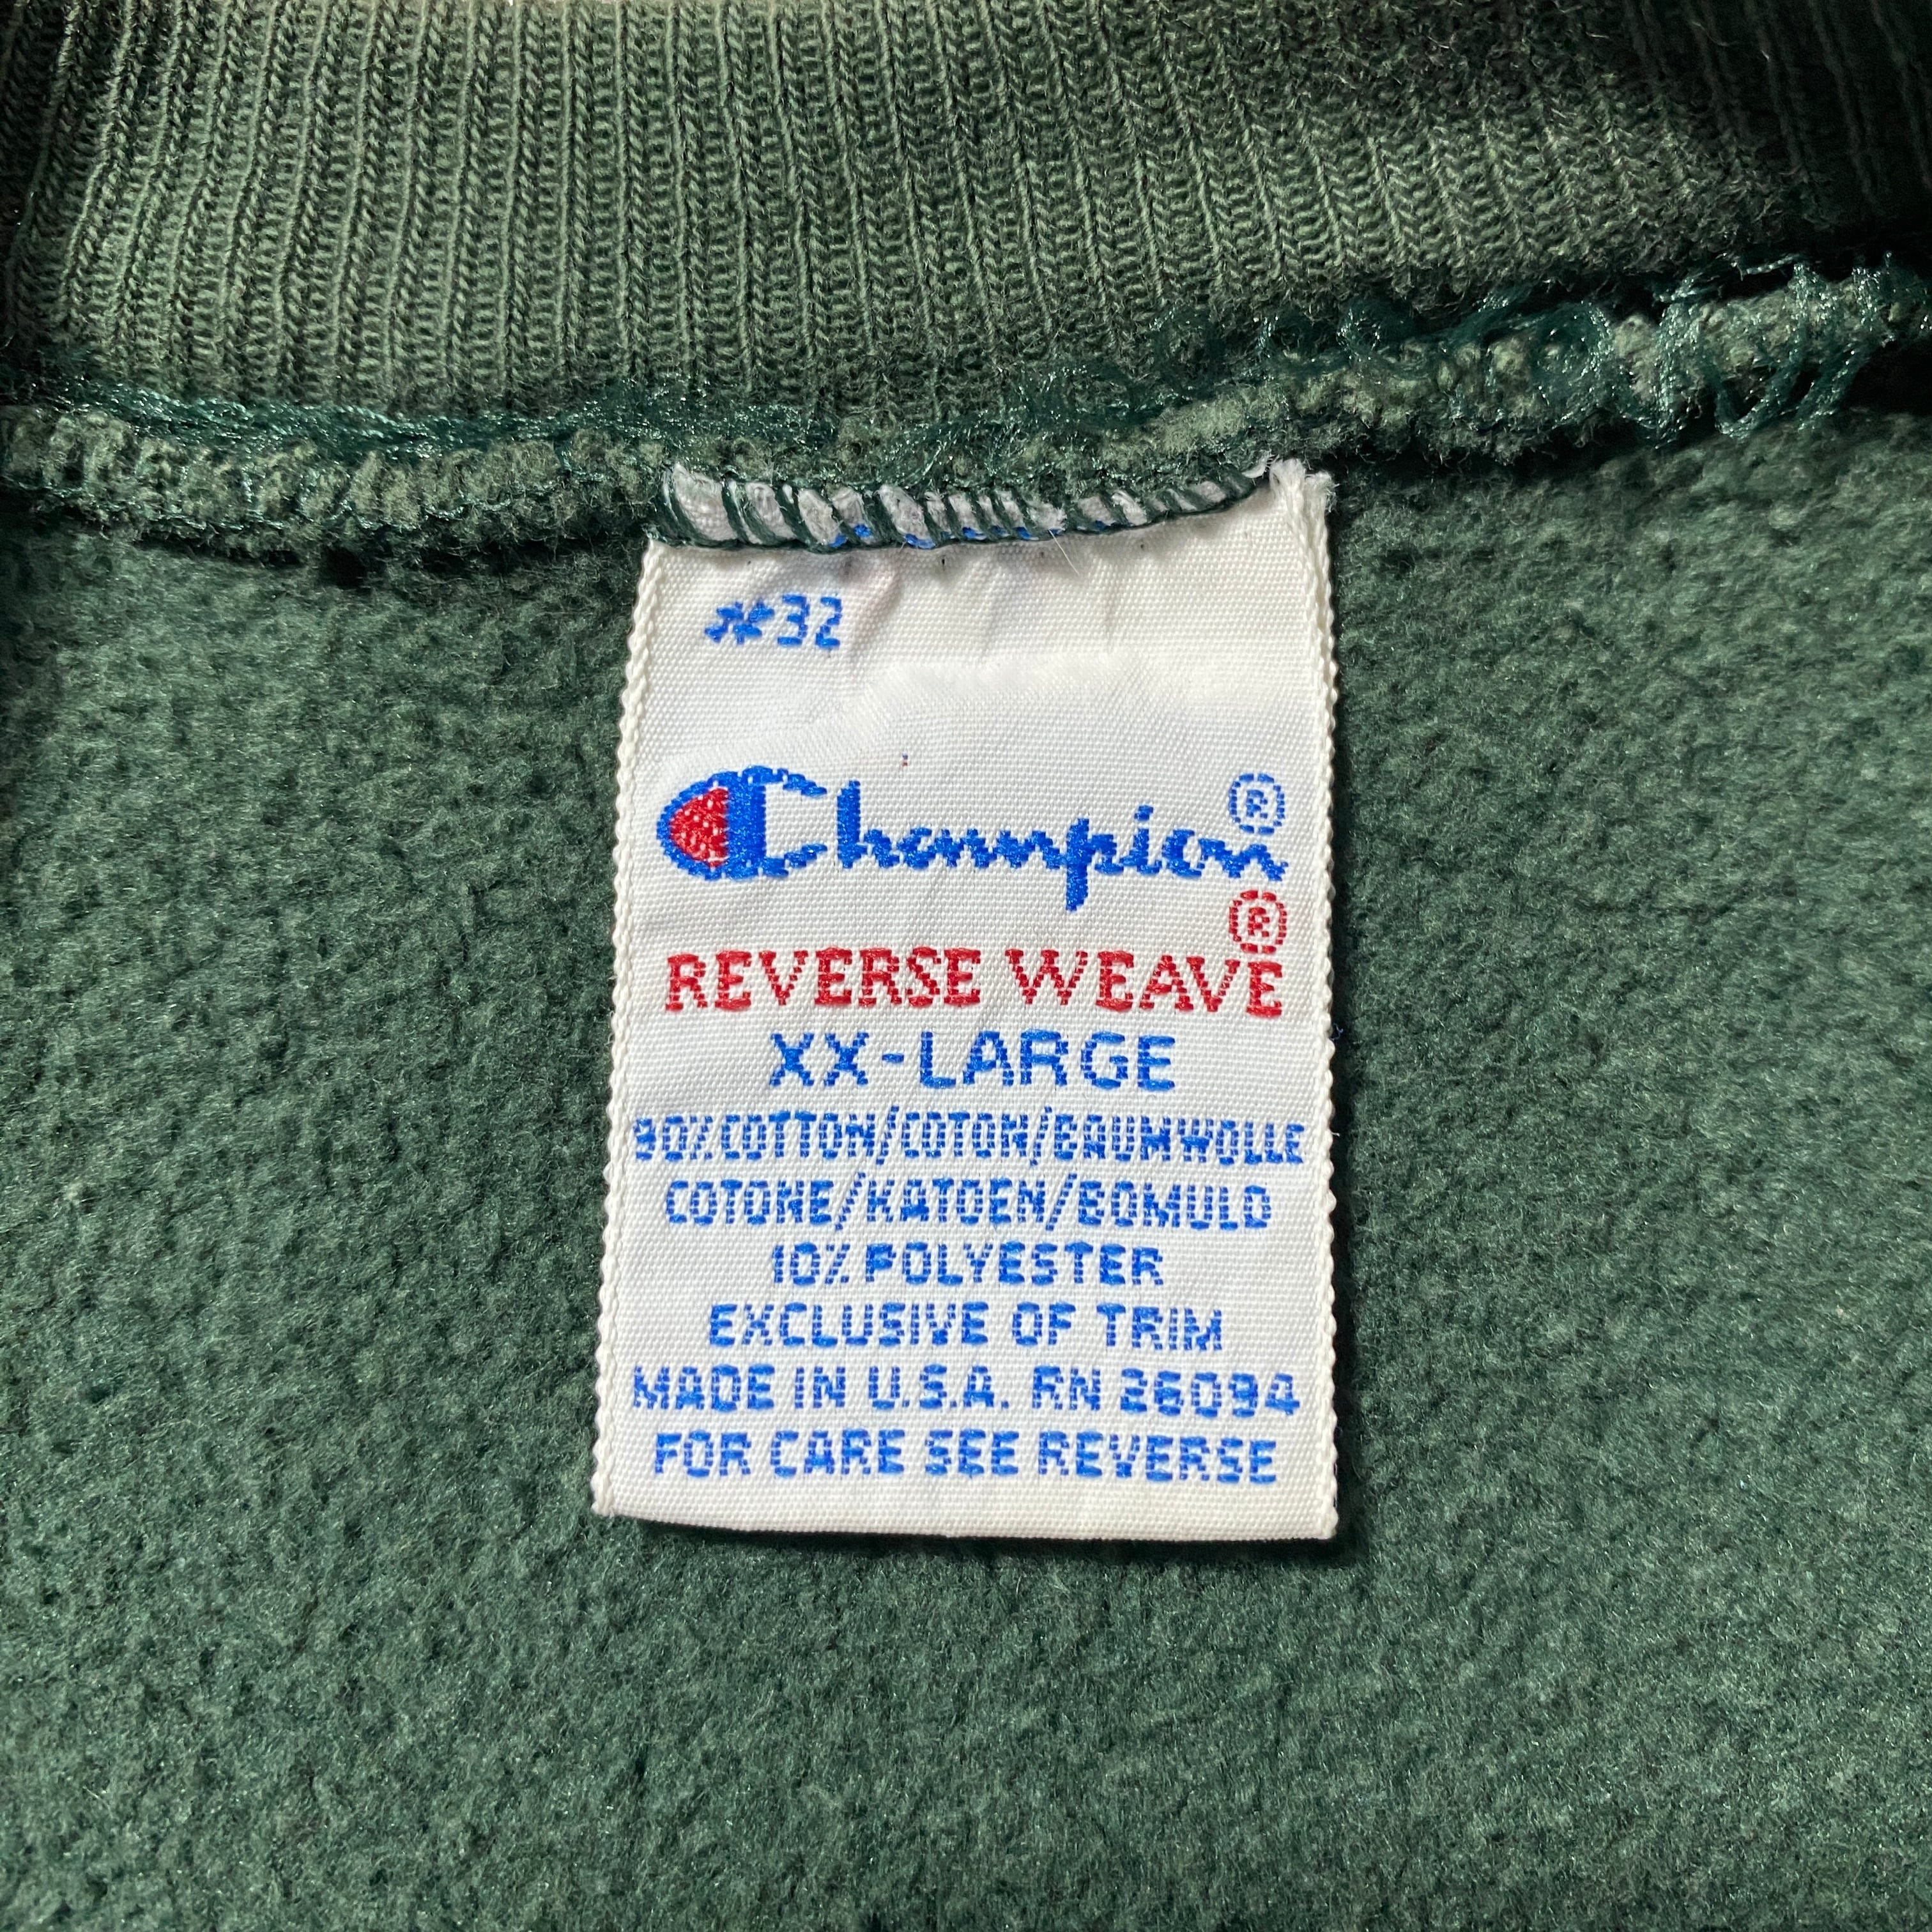 #32
Champion®
REVERSE WEAVE®
XX-LARGE
90% COTTON/COTON/BAUMWOLLE
COTONE/KATOEN/BOMULD
10% POLYESTER
EXCLUSIVE OF TRIM
MADE IN U.S.A. RN 26094
FOR CARE SEE REVERSE